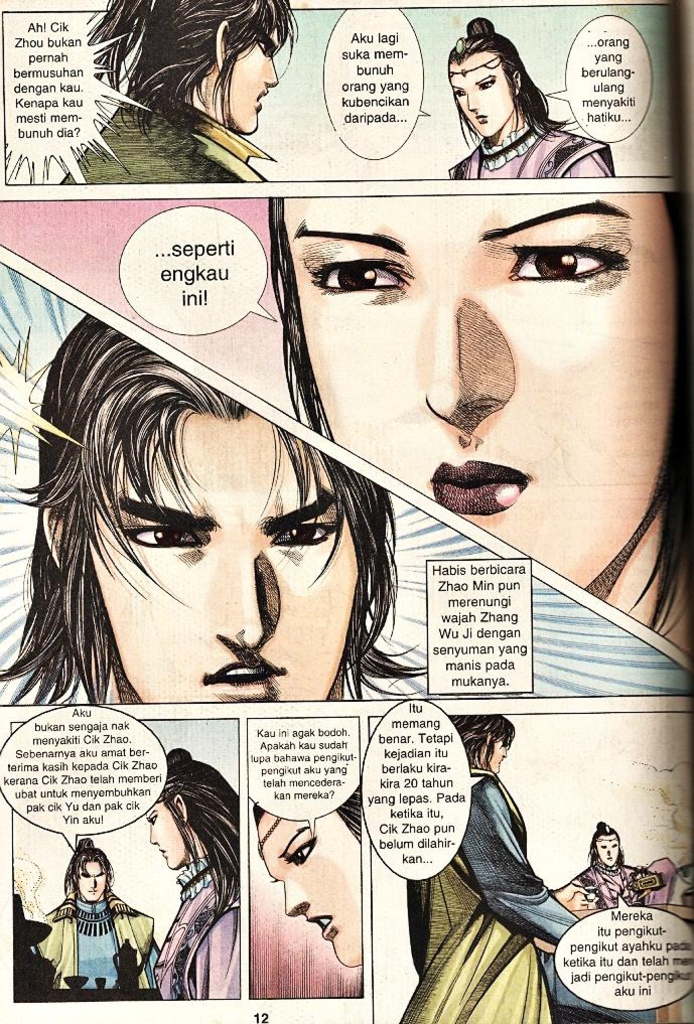 Ah! Cik
Zhou bukan
pernah
bermusuhan
dengan kau.
Kenapa kau
mesti mem-
bunuh dia?
Aku lagi
suka mem-
bunuh
orang yang
kubencikan
daripada...
...orang
yang
berulang-
ulang
menyakiti
hatiku...
...seperti
engkau
ini!
Habis berbicara
Zhao Min pun
merenungi
wajah Zhang
Wu Ji dengan
senyuman yang
manis pada
mukanya.
Aku
bukan sengaja nak
menyakiti Cik Zhao.
Sebenarnya aku amat ber-
terima kasih kepada Cik Zhao
kerana Cik Zhao telah memberi
ubat untuk menyembuhkan
pak cik Yu dan pak cik
Yin aku!
Kau ini agak bodoh.
Apakah kau sudah
lupa bahawa pengikut-
pengikut aku yang
telah mencedera-
kan mereka?
Itu
memang
benar. Tetapi
kejadian itu
berlaku kira-
kira 20 tahun
yang lepas. Pada
ketika itu,
Cik Zhao pun
belum dilahir-
kan...
Mereka
itu pengikut-
pengikut ayahku pada
ketika itu dan telah men-
jadi pengikut-pengikut
aku ini
12